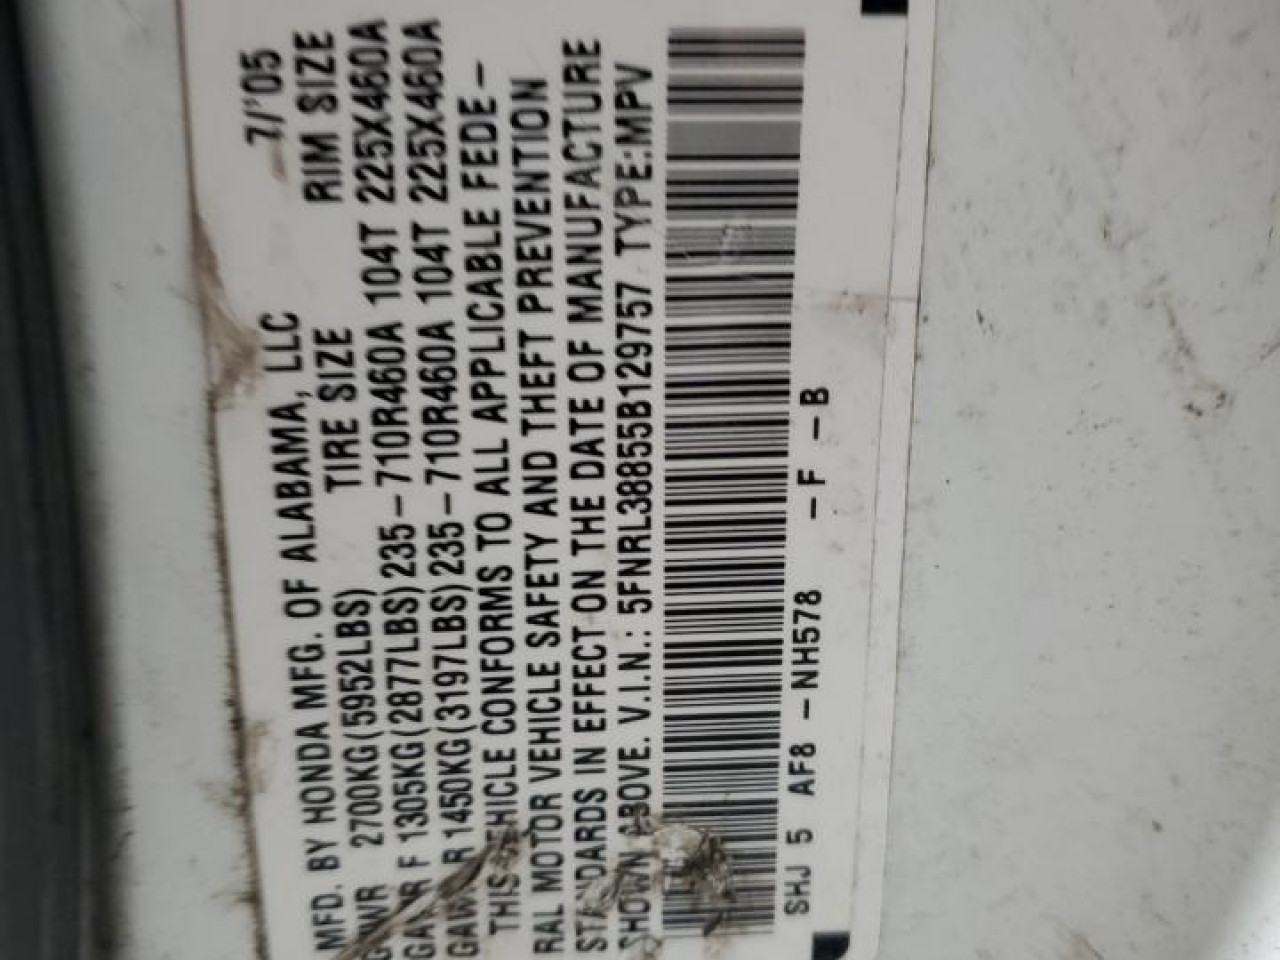 MFD. BY HONDA MFG. OF ALABAMA, LLC 7/'05
GVWR 2700KG(5952LBS) TIRE SIZE RIM SIZE
GAWR F 1305KG(2877LBS)235-710R460A 104T 225X460A
GAWR R 1450KG(3197LBS)235-710R460A 104T 225X460A
THIS VEHICLE CONFORMS TO ALL APPLICABLE FEDE-
RAL MOTOR VEHICLE SAFETY AND THEFT PREVENTION
STANDARDS IN EFFECT ON THE DATE OF MANUFACTURE
SHOWN ABOVE. V.I.N.: 5FNRL38855B129757 TYPE:MPV
SHJ 5 AF8-NH578 -F -B